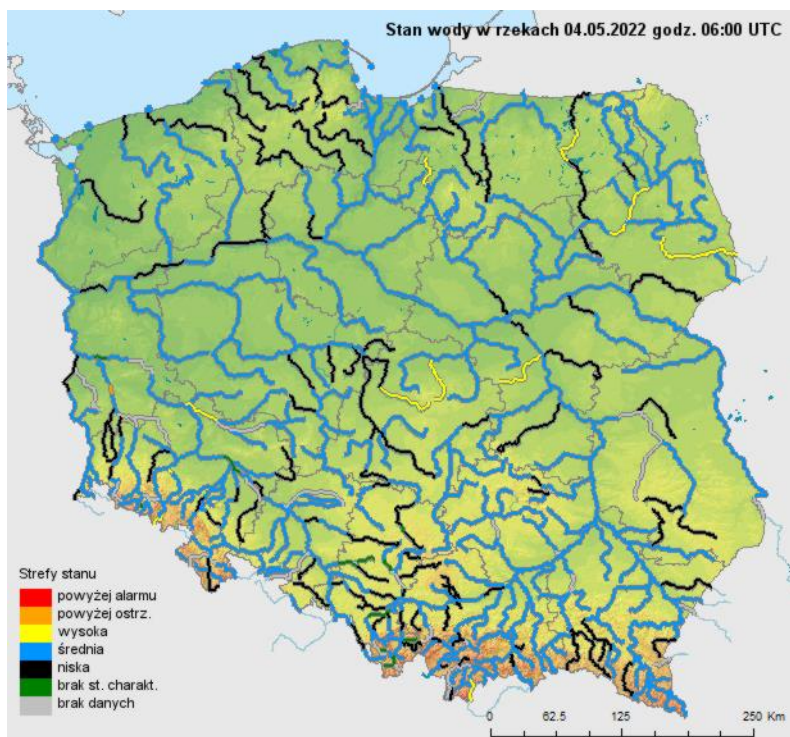 Stan wody w rzekach 04.05.2022 godz. 06:00 UTC
Strefy stanu
powyżej alarmu
powyżej ostrz.
wysoka
średnia
niska
brak st. charakt.
brak danych
0 62.5 125 250 Km